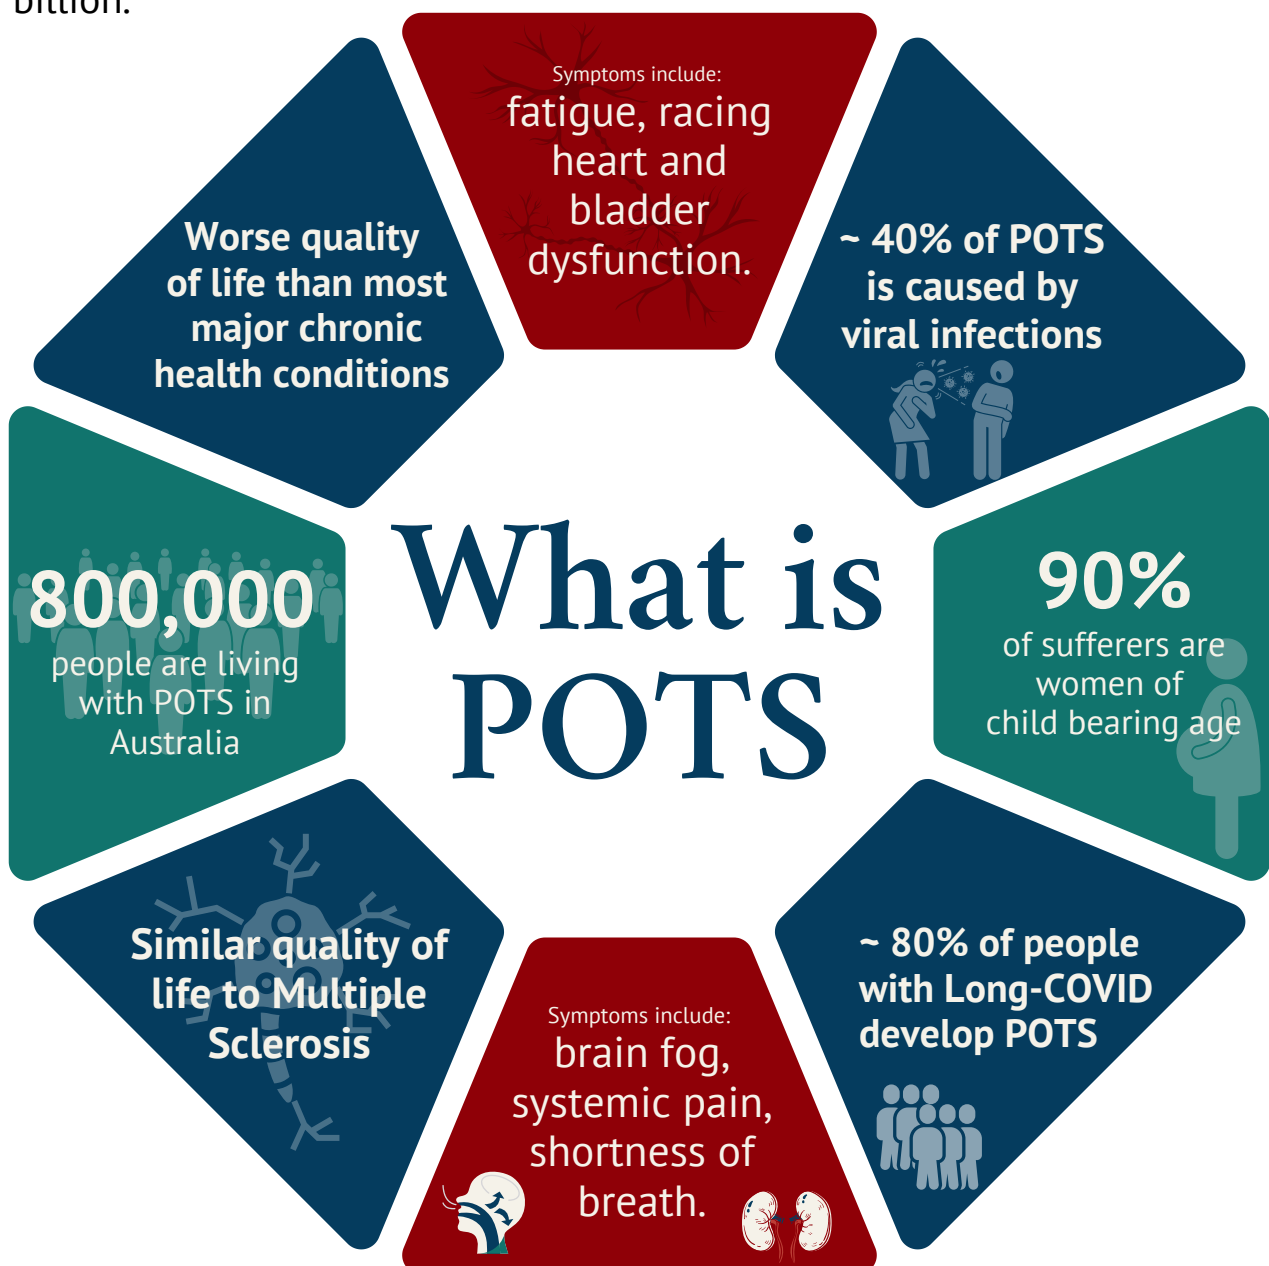 billion.
Symptoms include:
fatigue, racing
heart and
bladder
dysfunction.
Worse quality
of life than most
major chronic
health conditions
~ 40% of POTS
is caused by
viral infections
800,000
people are living
with POTS in
Australia
What is
POTS
90%
of sufferers are
women of
child bearing age
Similar quality of
life to Multiple
Sclerosis
Symptoms include:
brain fog,
systemic pain,
shortness of
breath.
~ 80% of people
with Long-COVID
develop POTS